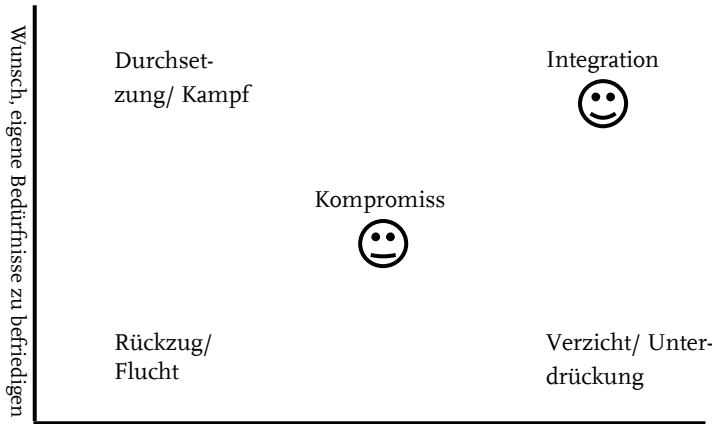 Wunsch, eigene Bedürfnisse zu befriedigen
Durchset-
zung/ Kampf
Integration
Kompromiss
Rückzug/
Flucht
Verzicht/ Unter-
drückung